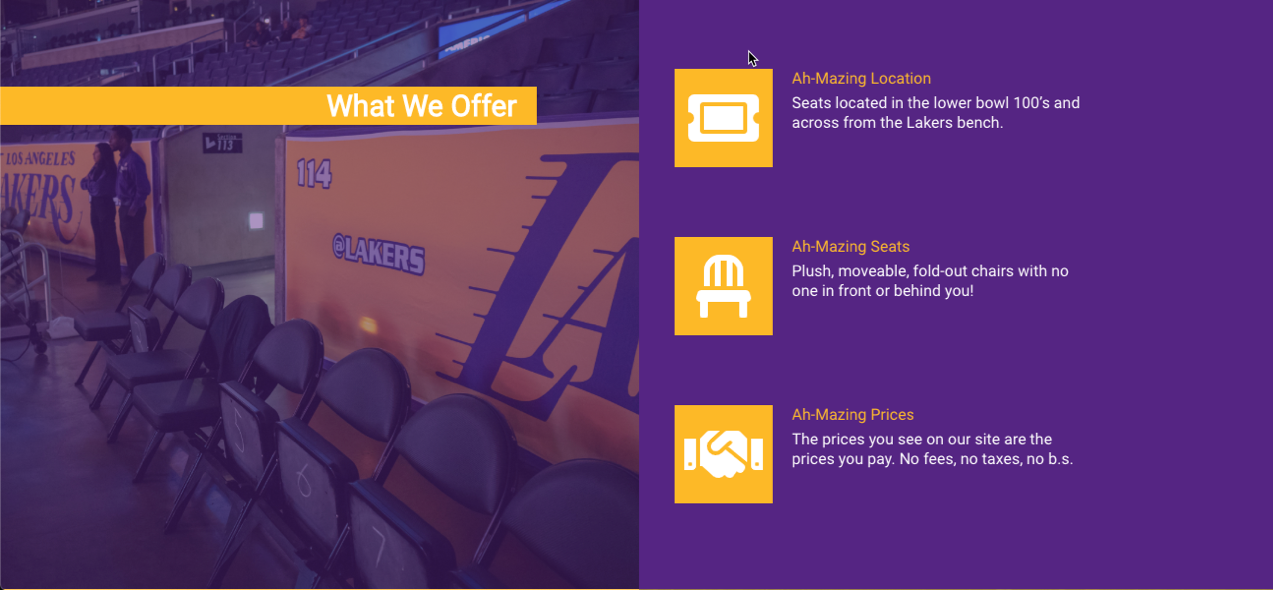 What We Offer
113
LOS ANGELES
AKERS
114
@LAKERS
LA
5
6
7
Ah-Mazing Location
Seats located in the lower bowl 100’s and
across from the Lakers bench.
Ah-Mazing Seats
Plush, moveable, fold-out chairs with no
one in front or behind you!
Ah-Mazing Prices
The prices you see on our site are the
prices you pay. No fees, no taxes, no b.s.